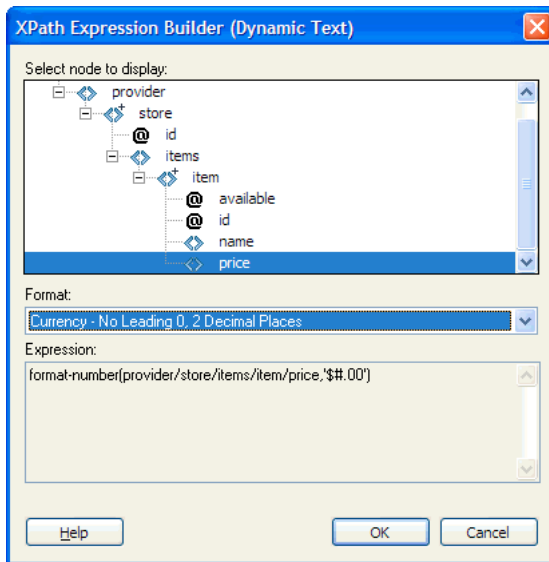 XPath Expression Builder (Dynamic Text)
Select node to display:
provider
store
@ id
items
item
@ available
@ id
name
price
Format:
Currency - No Leading 0, 2 Decimal Places
Expression:
format-number(provider/store/items/item/price,'$#.00')
Help OK Cancel